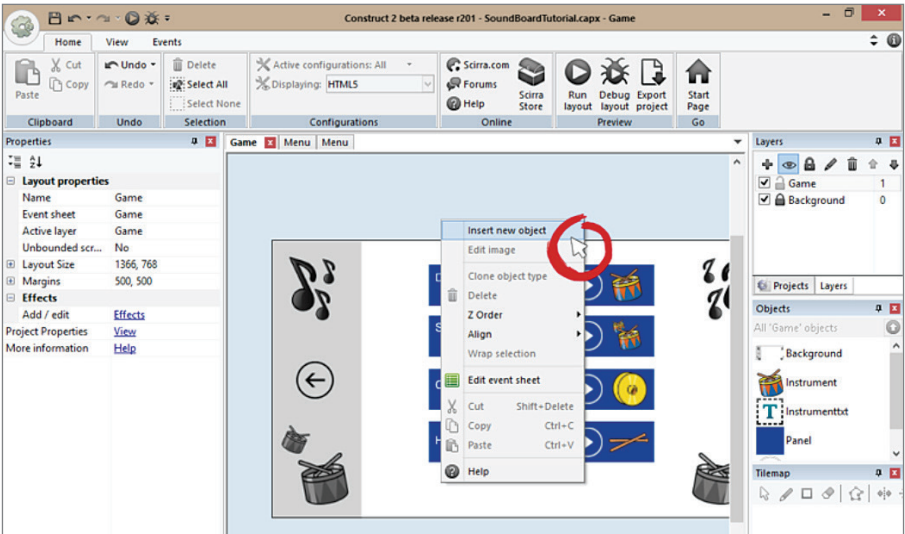 Construct 2 beta release r201 - SoundBoardTutorial.capx - Game
Home View Events
Paste
Cut
Copy
Clipboard
Undo
Redo
Undo
Delete
Select All
Select None
Selection
Active configurations: All
Displaying: HTML5
Configurations
Scirra.com
Forums
Help
Scirra Store
Online
Run layout
Debug layout
Export project
Preview
Start Page
Go
Properties
Layout properties
Name Game
Event sheet Game
Active layer Game
Unbounded scr... No
Layout Size 1366, 768
Margins 500, 500
Effects
Add / edit Effects
Project Properties View
More information Help
Game Menu Menu
Insert new object
Edit image
Clone object type
Delete
Z Order
Align
Wrap selection
Edit event sheet
Cut Shift+Delete
Copy Ctrl+C
Paste Ctrl+V
Help
Layers
Game 1
Background 0
Projects Layers
Objects
All 'Game' objects
Background
Instrument
T Instrumenttxt
Panel
Tilemap